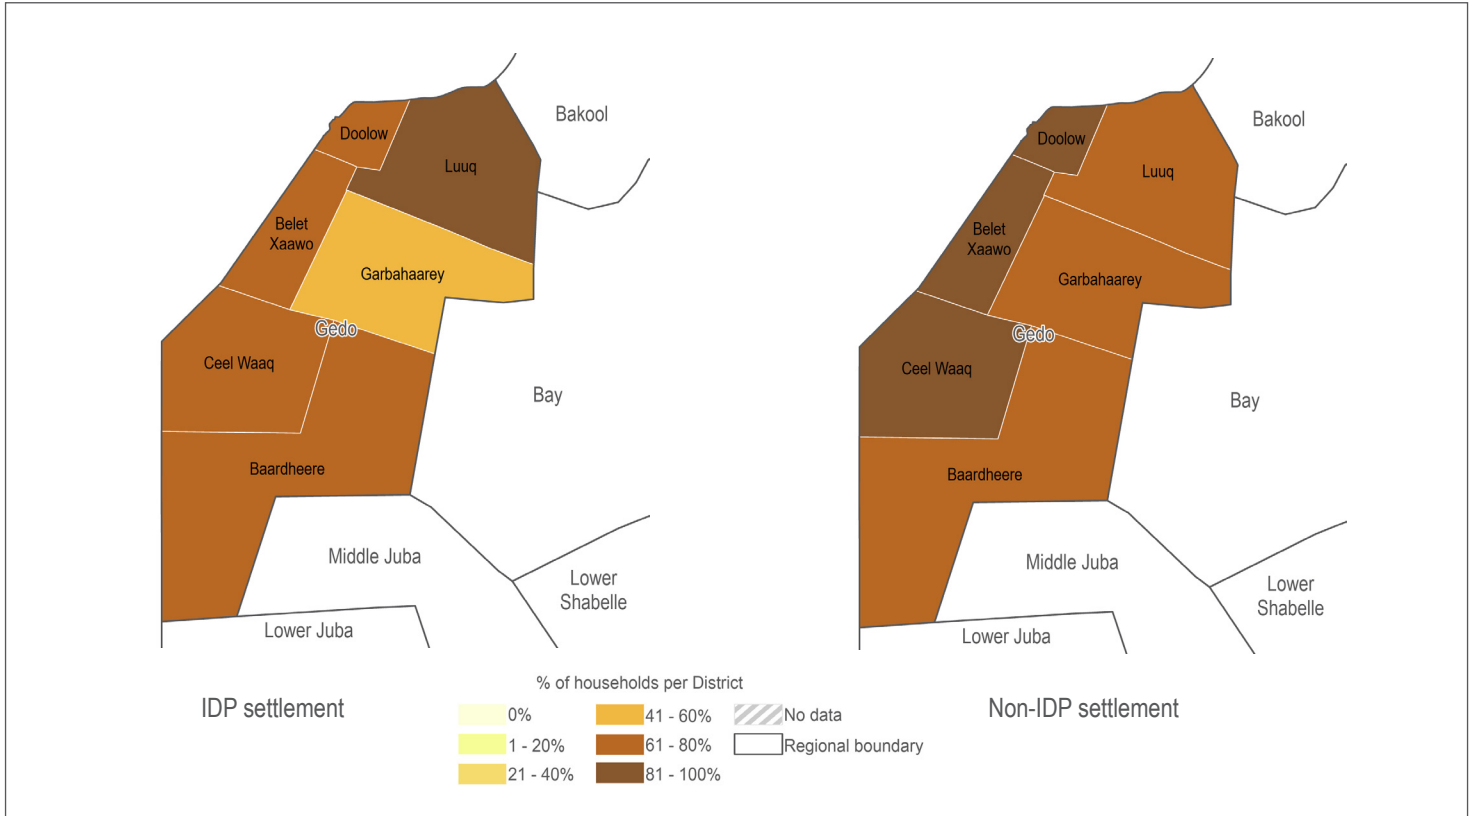 Bakool
Doolow
Luuq
Belet
Xaawo
Garbahaarey
Gedo
Ceel Waaq
Bay
Baardheere
Middle Juba
Lower
Shabelle
Lower Juba
IDP settlement
Bakool
Doolow
Luuq
Belet
Xaawo
Garbahaarey
Gedo
Ceel Waaq
Bay
Baardheere
Middle Juba
Lower
Shabelle
Lower Juba
Non-IDP settlement
% of households per District
0%
1 - 20%
21 - 40%
41 - 60%
61 - 80%
81 - 100%
No data
Regional boundary